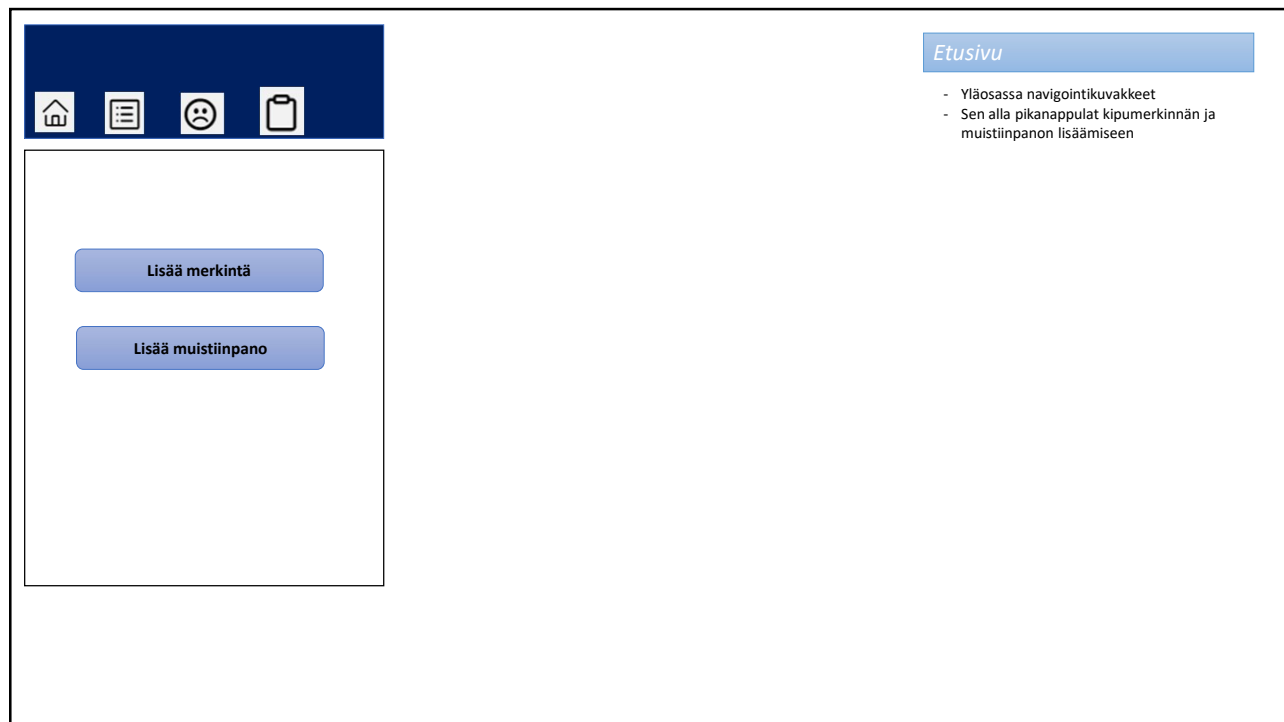 Etusivu
- Yläosassa navigointikuvakkeet
- Sen alla pikanappulat kipumerkinnän ja
muistiinpanon lisäämiseen
Lisää merkintä
Lisää muistiinpano